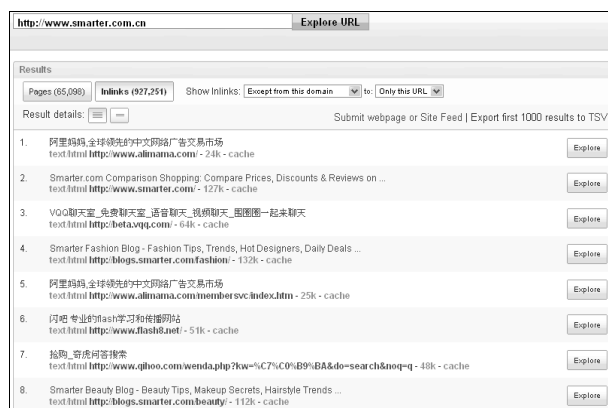 http://www.smarter.com.cn Explore URL
Results
Pages (65,098) Inlinks (927,251) Show Inlinks: Except from this domain to: Only this URL
Result details: Submit webpage or Site Feed | Export first 1000 results to TSV
1. 阿里妈妈,全球领先的中文网络广告交易市场
text/html http://www.alimama.com/ - 24k - cache
Explore
2. Smarter.com Comparison Shopping: Compare Prices, Discounts & Reviews on ...
text/html http://www.smarter.com/ - 127k - cache
Explore
3. VQQ聊天室_免费聊天室_语音聊天_视频聊天_围圈圈一起来聊天
text/html http://beta.vqq.com/ - 64k - cache
Explore
4. Smarter Fashion Blog - Fashion Tips, Trends, Hot Designers, Daily Deals ...
text/html http://blogs.smarter.com/fashion/ - 132k - cache
Explore
5. 阿里妈妈,全球领先的中文网络广告交易市场
text/html http://www.alimama.com/membersvc/index.htm - 25k - cache
Explore
6. 闪吧 专业的flash学习和传播网站
text/html http://www.flash8.net/ - 51k - cache
Explore
7. 抢购_奇虎问答搜索
text/html http://www.qihoo.com/wenda.php?kw=%C7%C0%B9%BA&do=search&noq=q - 48k - cache
Explore
8. Smarter Beauty Blog - Beauty Tips, Makeup Secrets, Hairstyle Trends ...
text/html http://blogs.smarter.com/beauty/ - 112k - cache
Explore